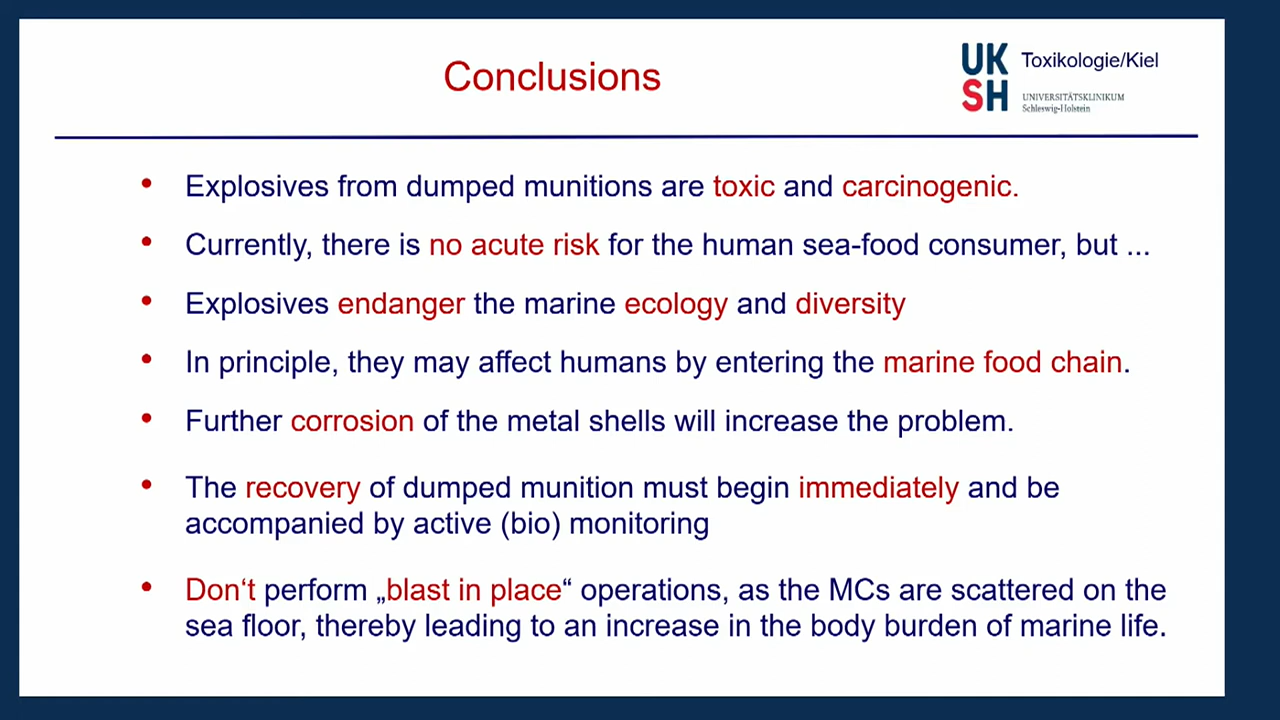 Conclusions
UK
SH
Toxikologie/Kiel
UNIVERSITÄTSKLINIKUM
Schleswig-Holstein
• Explosives from dumped munitions are toxic and carcinogenic.
• Currently, there is no acute risk for the human sea-food consumer, but ...
• Explosives endanger the marine ecology and diversity
• In principle, they may affect humans by entering the marine food chain.
• Further corrosion of the metal shells will increase the problem.
• The recovery of dumped munition must begin immediately and be
accompanied by active (bio) monitoring
• Don‘t perform „blast in place“ operations, as the MCs are scattered on the
sea floor, thereby leading to an increase in the body burden of marine life.